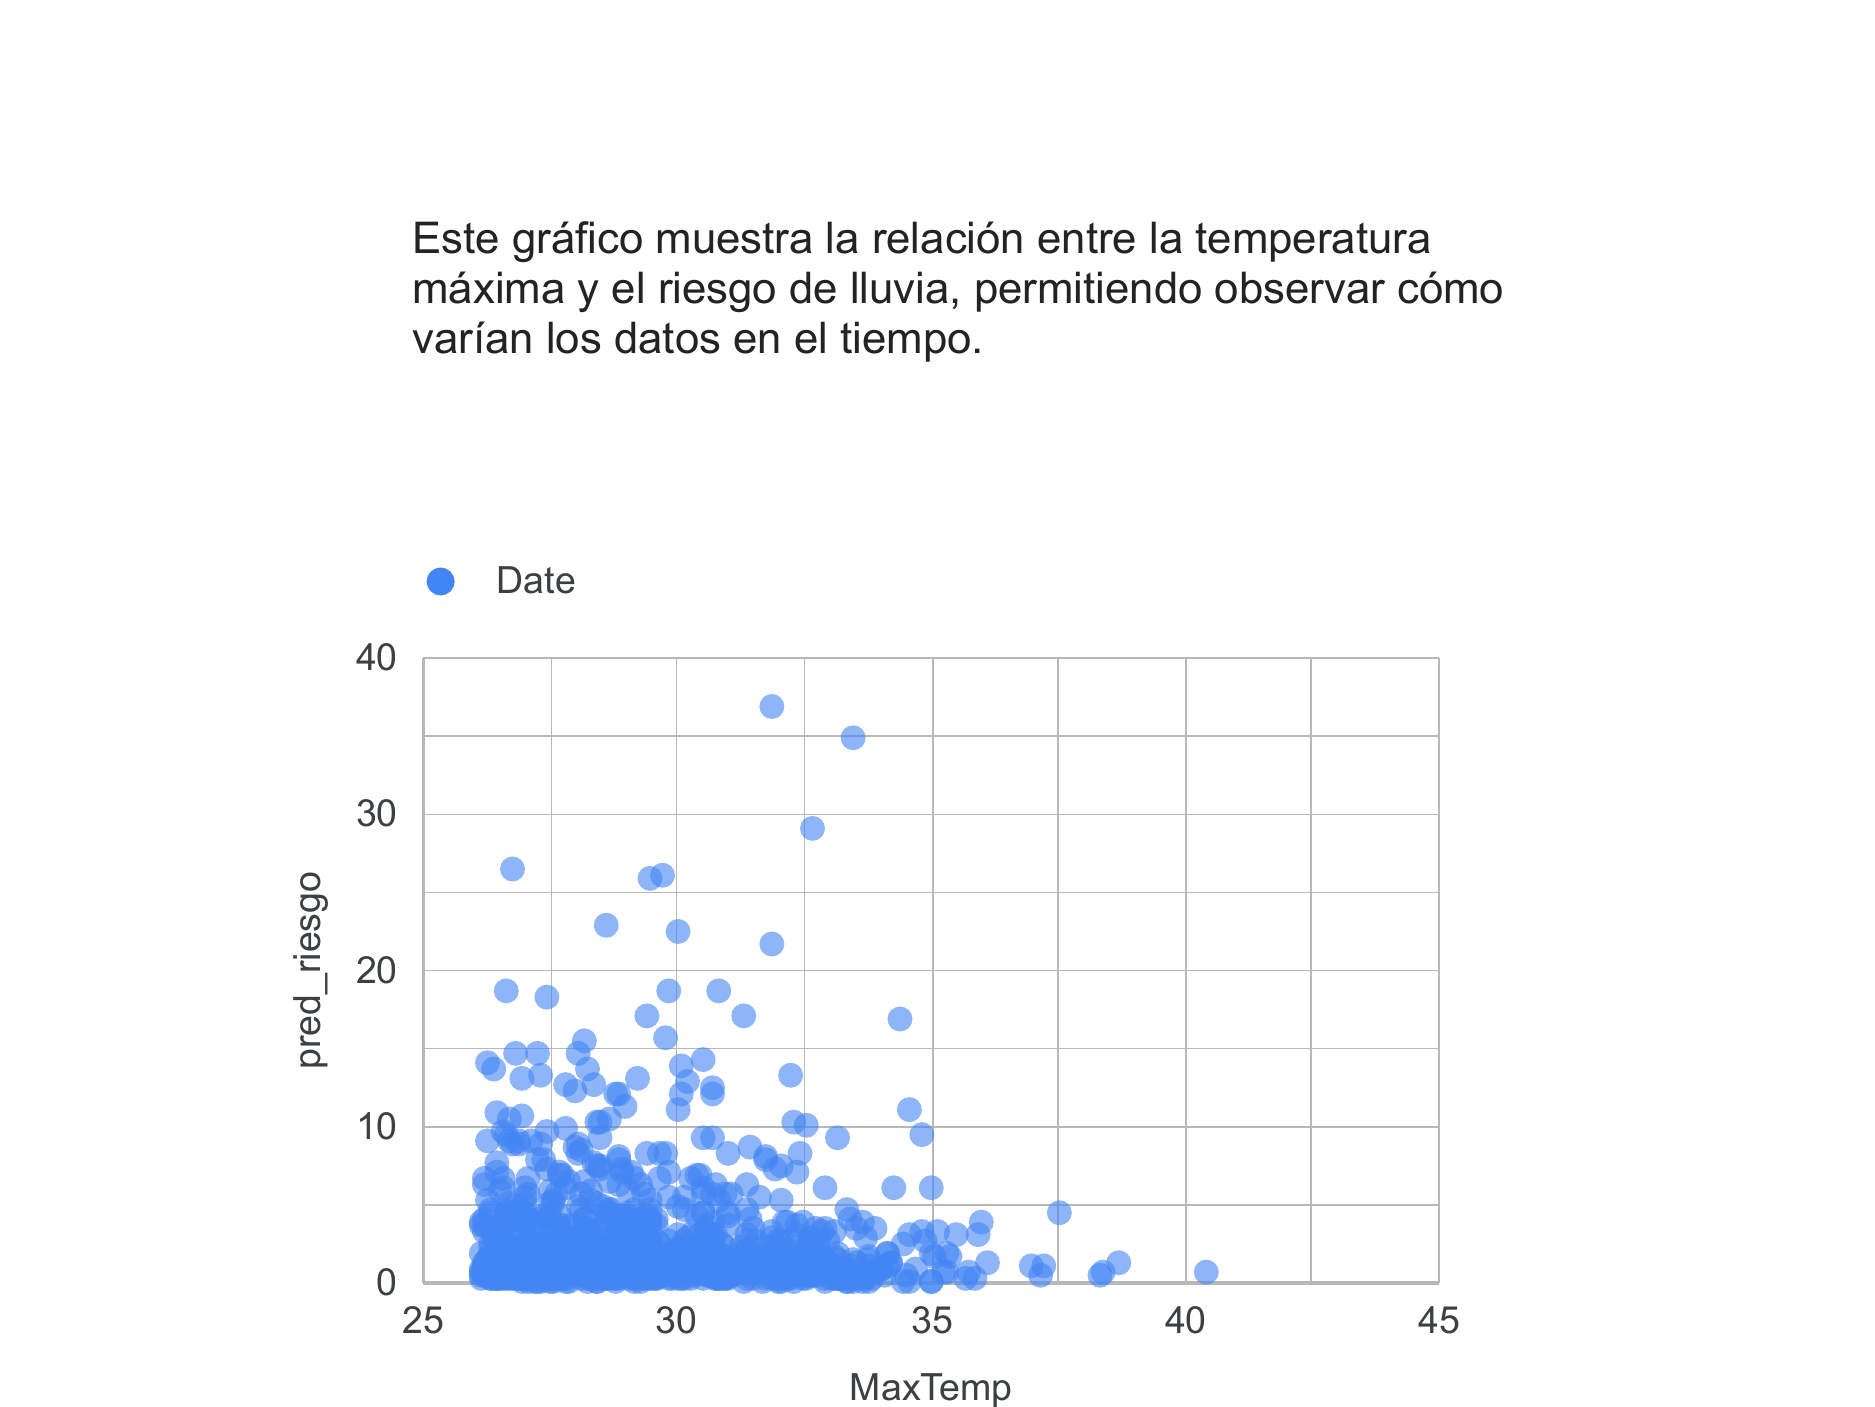 Este gráfico muestra la relación entre la temperatura
máxima y el riesgo de lluvia, permitiendo observar cómo
varían los datos en el tiempo.
Date
40
30
20
10
0
pred_riesgo
25 30 35 40 45
MaxTemp